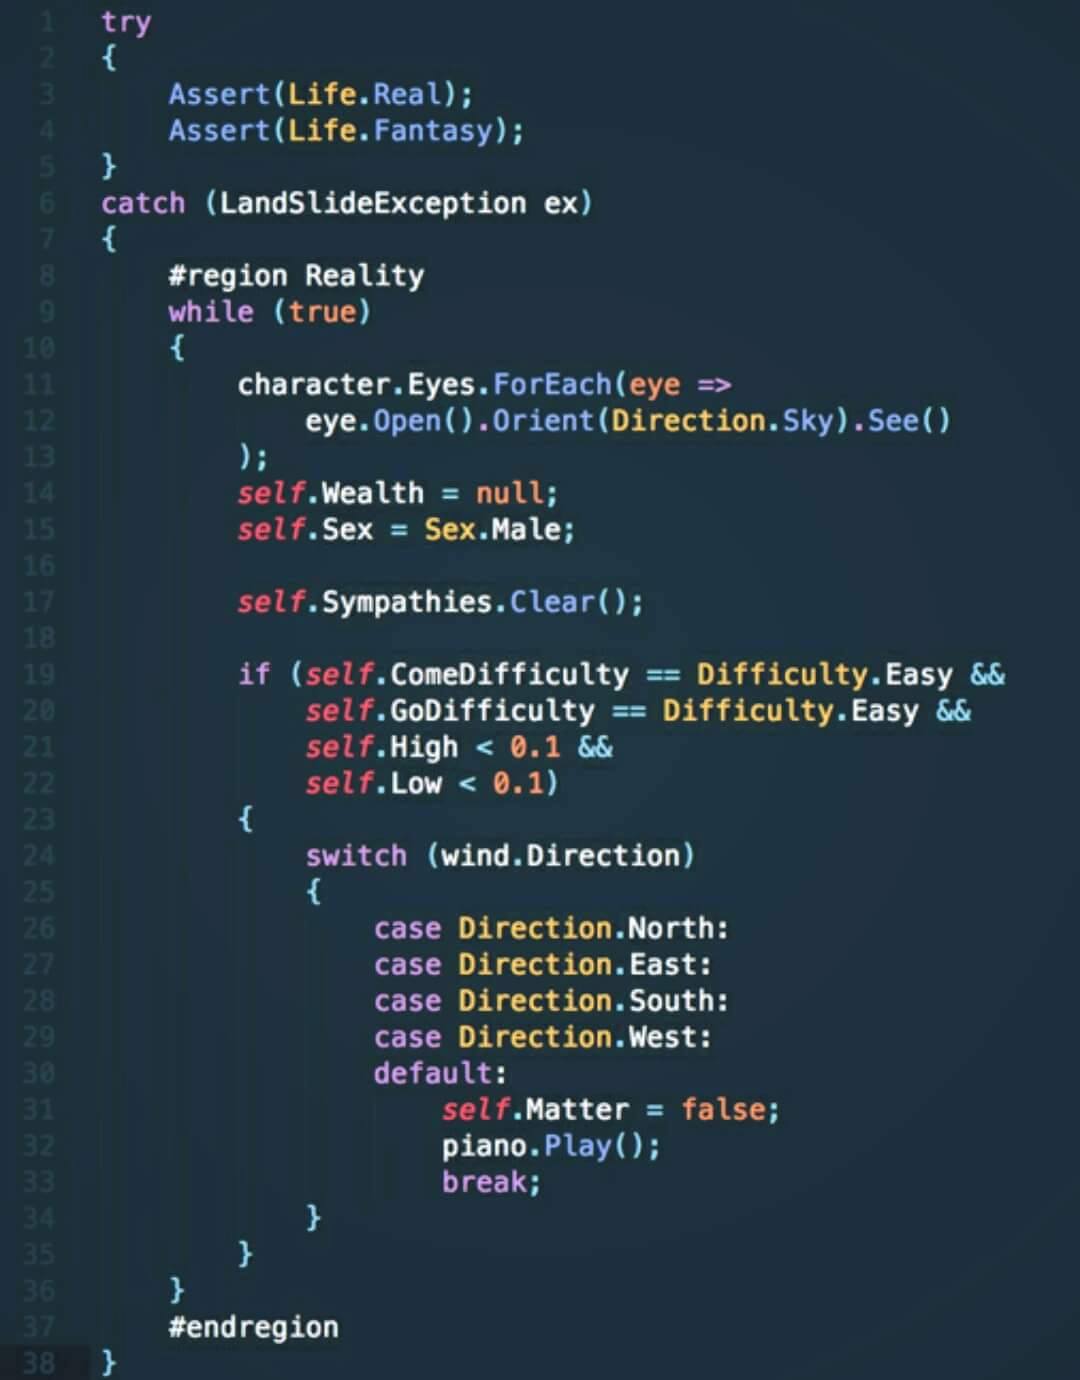 1 try
2 {
3 Assert(Life.Real);
4 Assert(Life.Fantasy);
5 }
6 catch (LandSlideException ex)
7 {
8 #region Reality
9 while (true)
10 {
11 character.Eyes.ForEach(eye =>
12 eye.Open().Orient(Direction.Sky).See()
13 );
14 self.Wealth = null;
15 self.Sex = Sex.Male;
16
17 self.Sympathies.Clear();
18
19 if (self.ComeDifficulty == Difficulty.Easy &&
20 self.GoDifficulty == Difficulty.Easy &&
21 self.High < 0.1 &&
22 self.Low < 0.1)
23 {
24 switch (wind.Direction)
25 {
26 case Direction.North:
27 case Direction.East:
28 case Direction.South:
29 case Direction.West:
30 default:
31 self.Matter = false;
32 piano.Play();
33 break;
34 }
35 }
36 }
37 #endregion
38 }